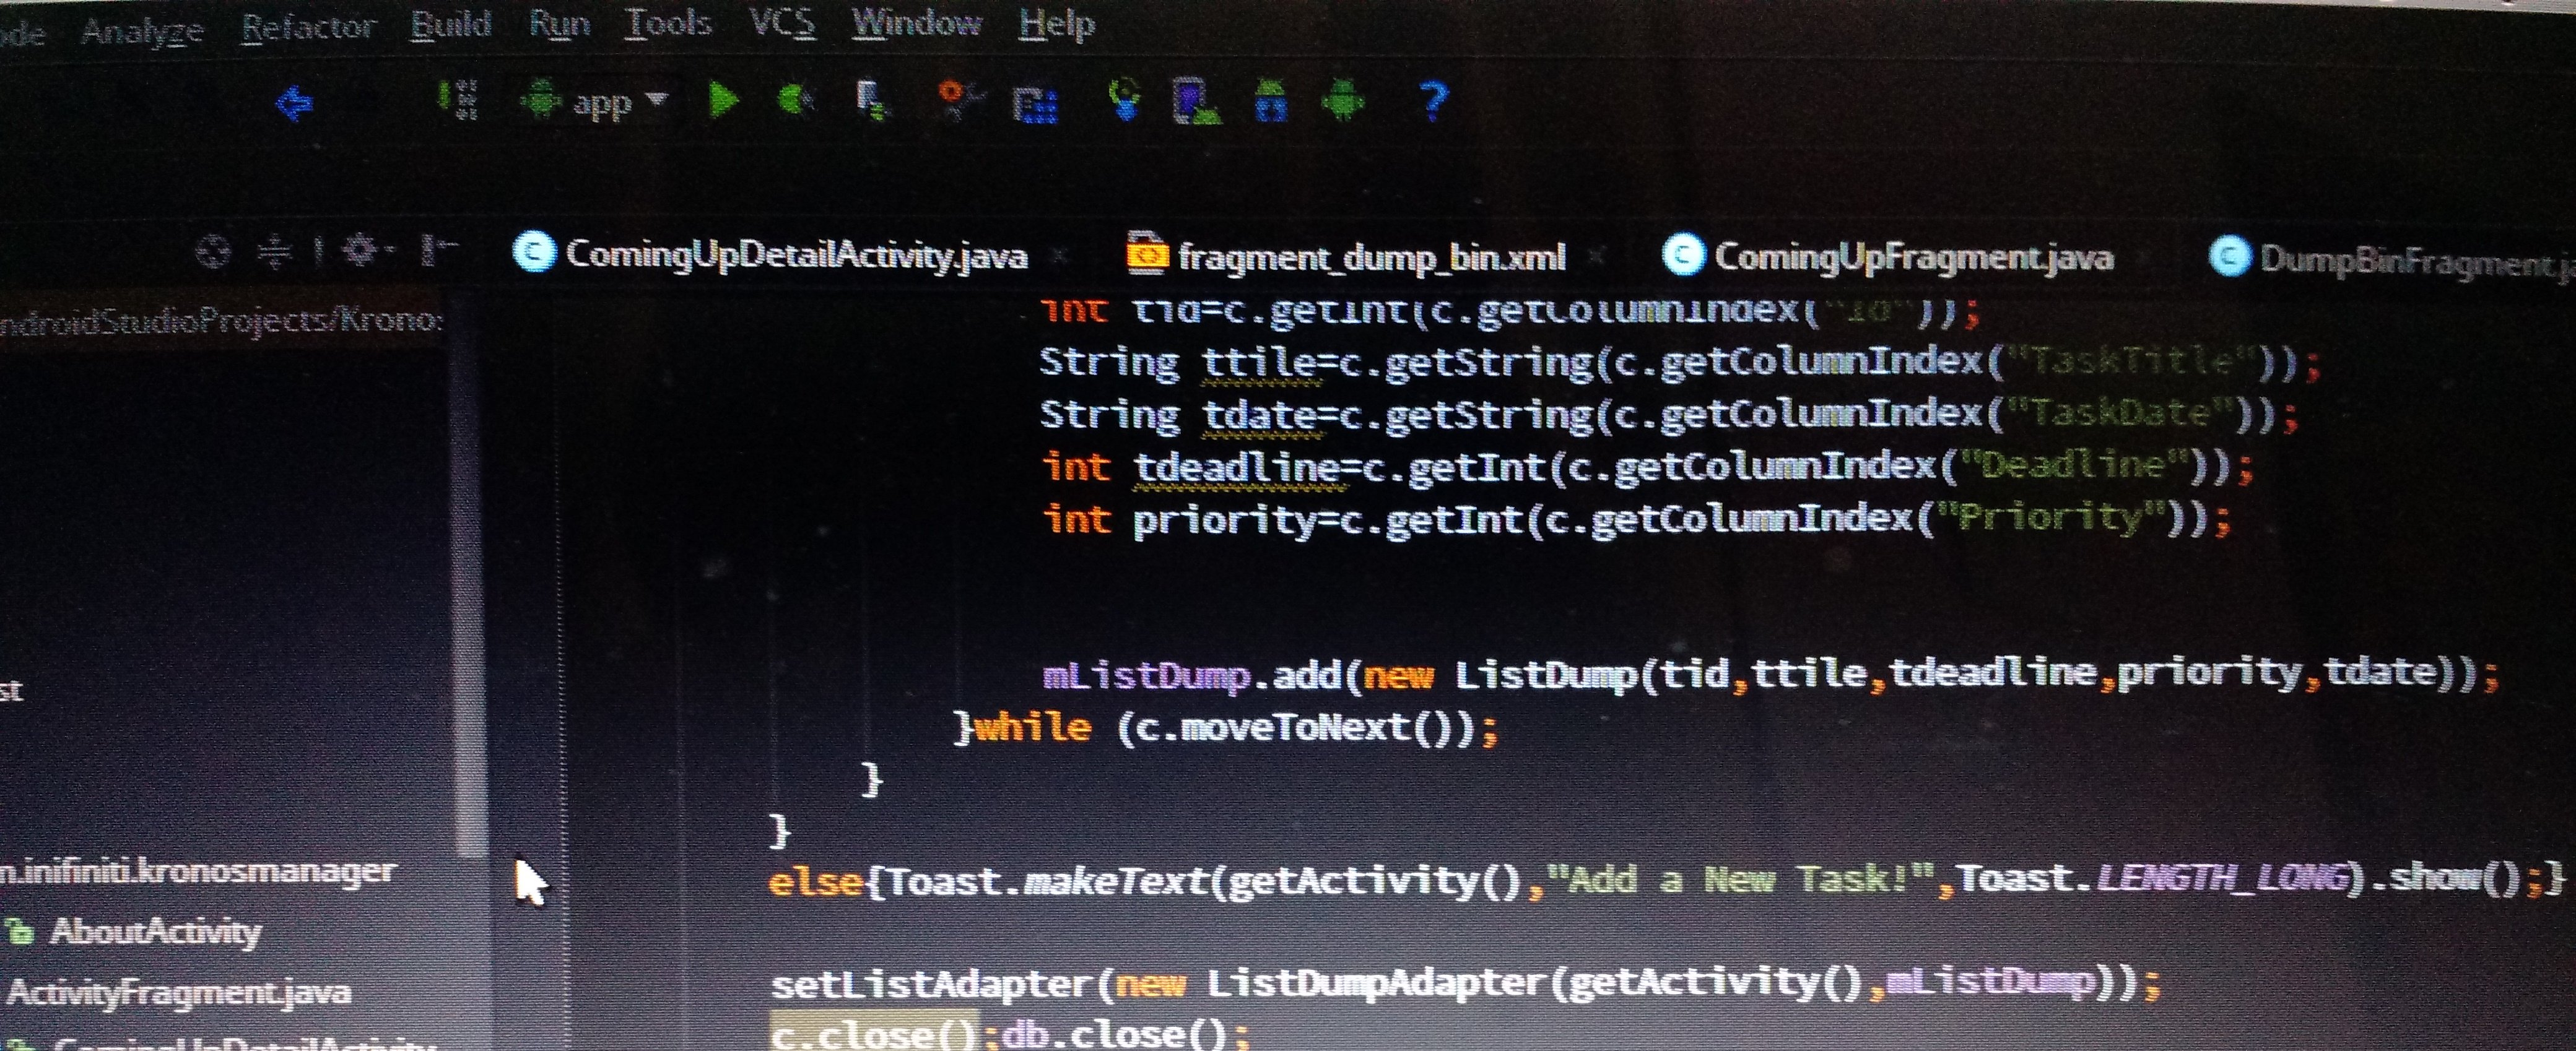 ode Analyze Refactor Build Run Tools VCS Window Help
app
ComingUpDetailActivity.java fragment_dump_bin.xml ComingUpFragment.java DumpBinFragment.ja
ndroidStudioProjects/Kronos
int tid=c.getInt(c.getColumnIndex("id"));
String ttile=c.getString(c.getColumnIndex("TaskTitle"));
String tdate=c.getString(c.getColumnIndex("TaskDate"));
int tdeadline=c.getInt(c.getColumnIndex("Deadline"));
int priority=c.getInt(c.getColumnIndex("Priority"));
mListDump.add(new ListDump(tid,ttile,tdeadline,priority,tdate));
st
}while (c.moveToNext());
}
}
n.inifiniti.kronosmanager
else{Toast.makeText(getActivity(),"Add a New Task!",Toast.LENGTH_LONG).show();}
AboutActivity
ActivityFragment.java
setListAdapter(new ListDumpAdapter(getActivity(),mListDump));
ComingUpDetailActivity
c.close();db.close();